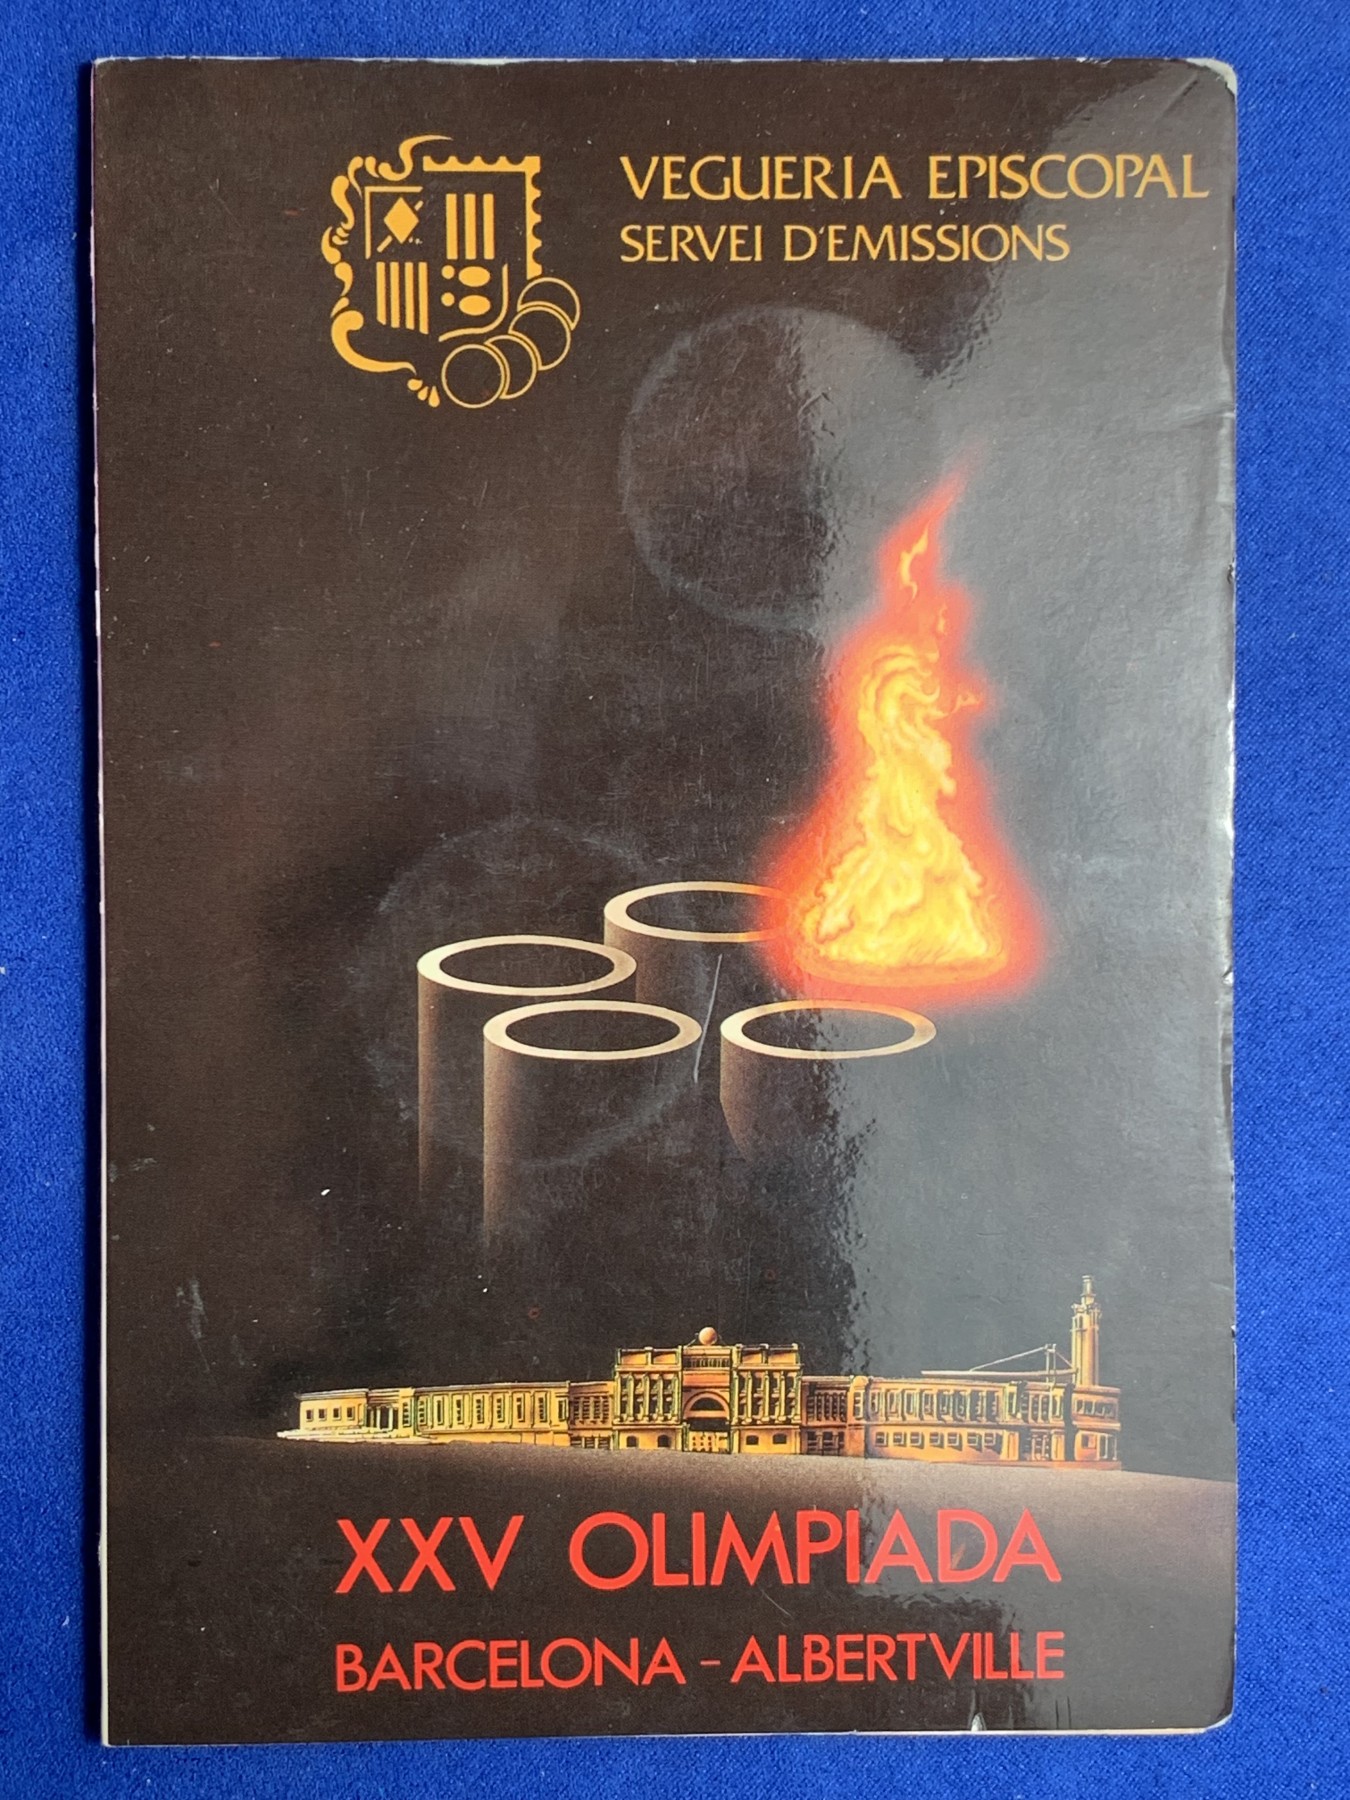 VEGUERIA EPISCOPAL
SERVEI D'EMISSIONS
XXV OLIMPIADA
BARCELONA - ALBERTVILLE